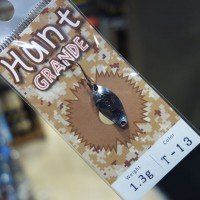 Hunt
GRANDE
Weight
1.3g
Color
T-13